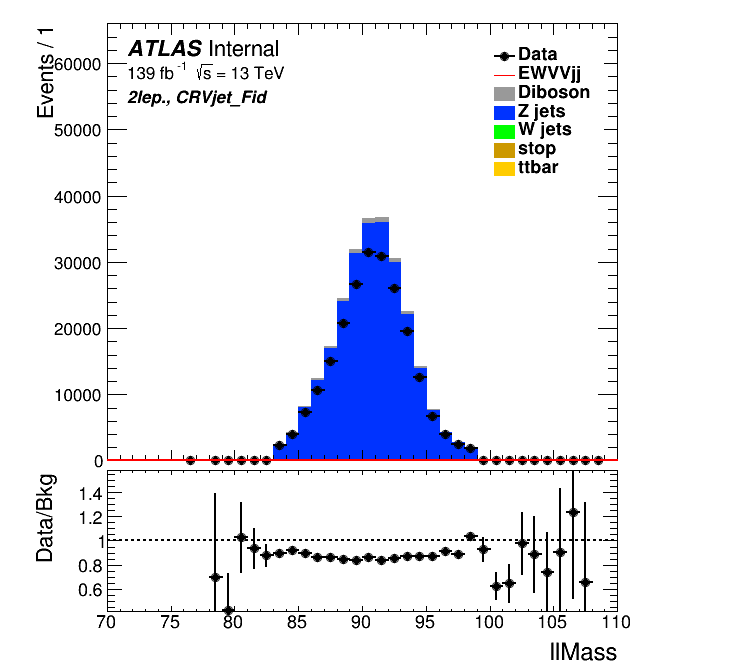 ATLAS Internal
139 fb⁻¹ √s = 13 TeV
2lep., CRVjet_Fid
Data
EWVVjj
Diboson
Z jets
W jets
stop
ttbar
Events / 1
60000
50000
40000
30000
20000
10000
0
Data/Bkg
1.4
1.2
1
0.8
0.6
70 75 80 85 90 95 100 105 110
llMass